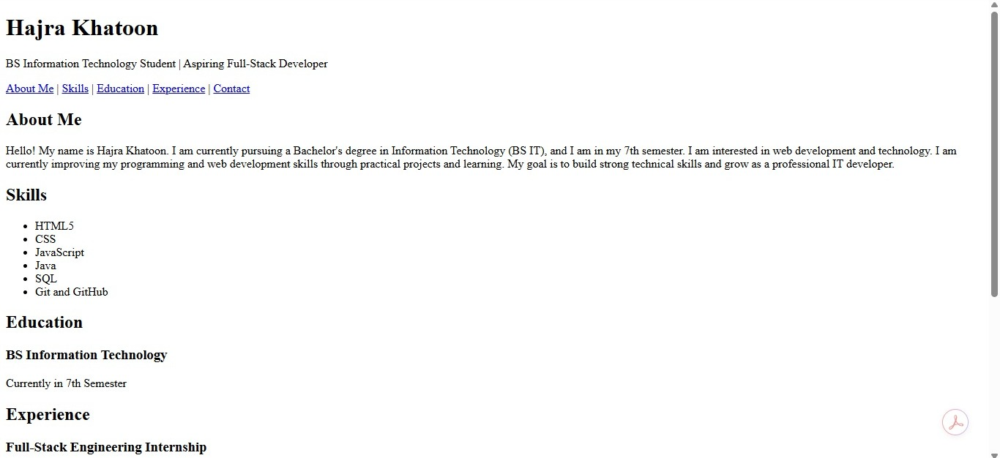 Hajra Khatoon
BS Information Technology Student | Aspiring Full-Stack Developer
About Me | Skills | Education | Experience | Contact
About Me
Hello! My name is Hajra Khatoon. I am currently pursuing a Bachelor's degree in Information Technology (BS IT), and I am in my 7th semester. I am interested in web development and technology. I am
currently improving my programming and web development skills through practical projects and learning. My goal is to build strong technical skills and grow as a professional IT developer.
Skills
• HTML5
• CSS
• JavaScript
• Java
• SQL
• Git and GitHub
Education
BS Information Technology
Currently in 7th Semester
Experience
Full-Stack Engineering Internship